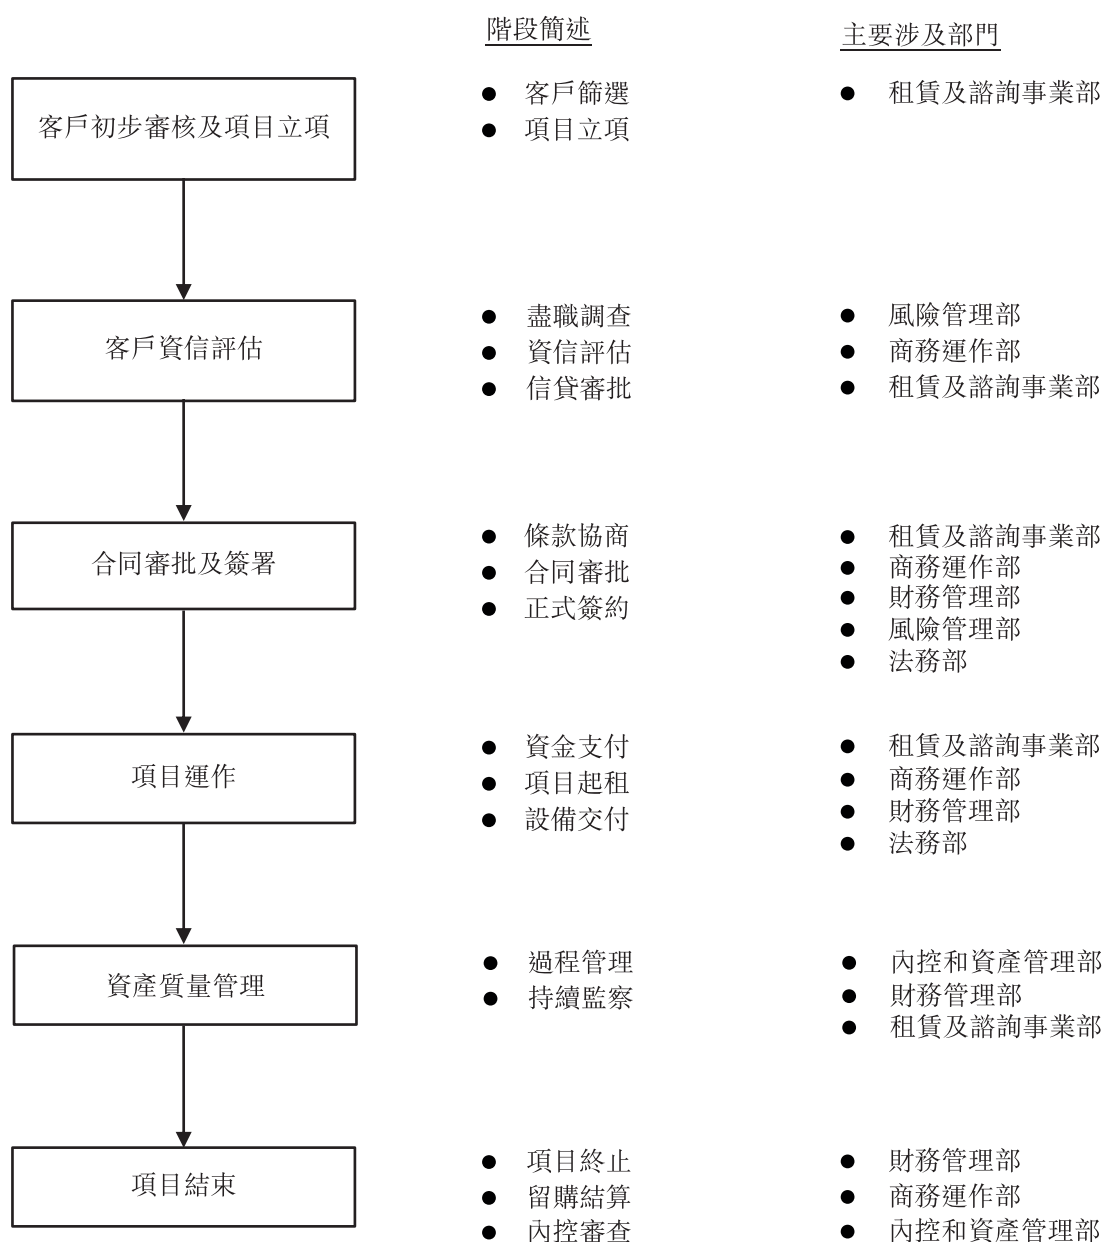 階段簡述
主要涉及部門
客戶初步審核及項目立項
客戶篩選
項目立項
租賃及諮詢事業部
客戶資信評估
盡職調查
資信評估
信貸審批
風險管理部
商務運作部
租賃及諮詢事業部
合同審批及簽署
條款協商
合同審批
正式簽約
租賃及諮詢事業部
商務運作部
財務管理部
風險管理部
法務部
項目運作
資金支付
項目起租
設備交付
租賃及諮詢事業部
商務運作部
財務管理部
法務部
資產質量管理
過程管理
持續監察
內控和資產管理部
財務管理部
租賃及諮詢事業部
項目結束
項目終止
留購結算
內控審查
財務管理部
商務運作部
內控和資產管理部